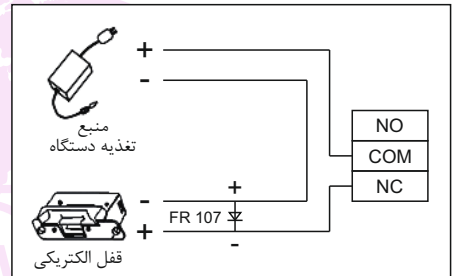 +
-
منبع
تغذیه دستگاه
NO
COM
NC
-
+
FR 107
+
-
قفل الکتریکی